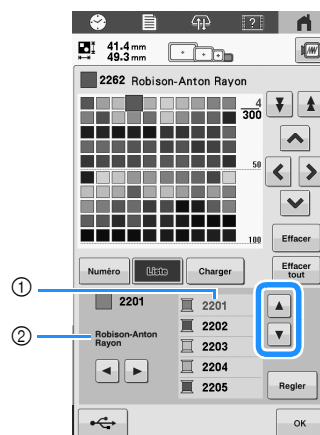 ?
41.4 mm
49.3 mm
2262 Robison-Anton Rayon
4
300
50
100
Effacer
Numéro
Liste
Charger
Effacer
tout
①
2201
2201
②
Robison-Anton
Rayon
2202
2203
2204
2205
Regler
OK